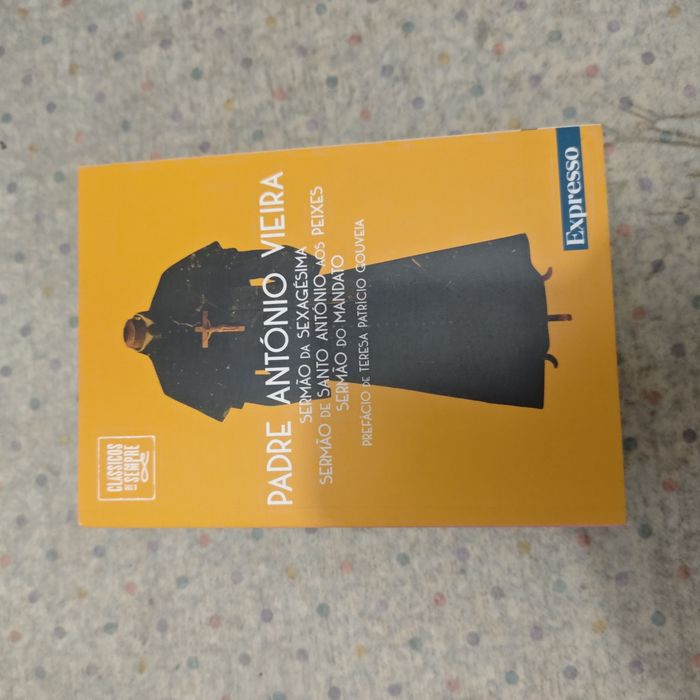 CLÁSSICOS
DE SEMPRE
PADRE ANTÓNIO VIEIRA
SERMÃO DA SEXAGÉSIMA
SERMÃO DE SANTO ANTÓNIO AOS PEIXES
SERMÃO DO MANDATO
PREFÁCIO DE TERESA PATRÍCIO GOUVEIA
Expresso